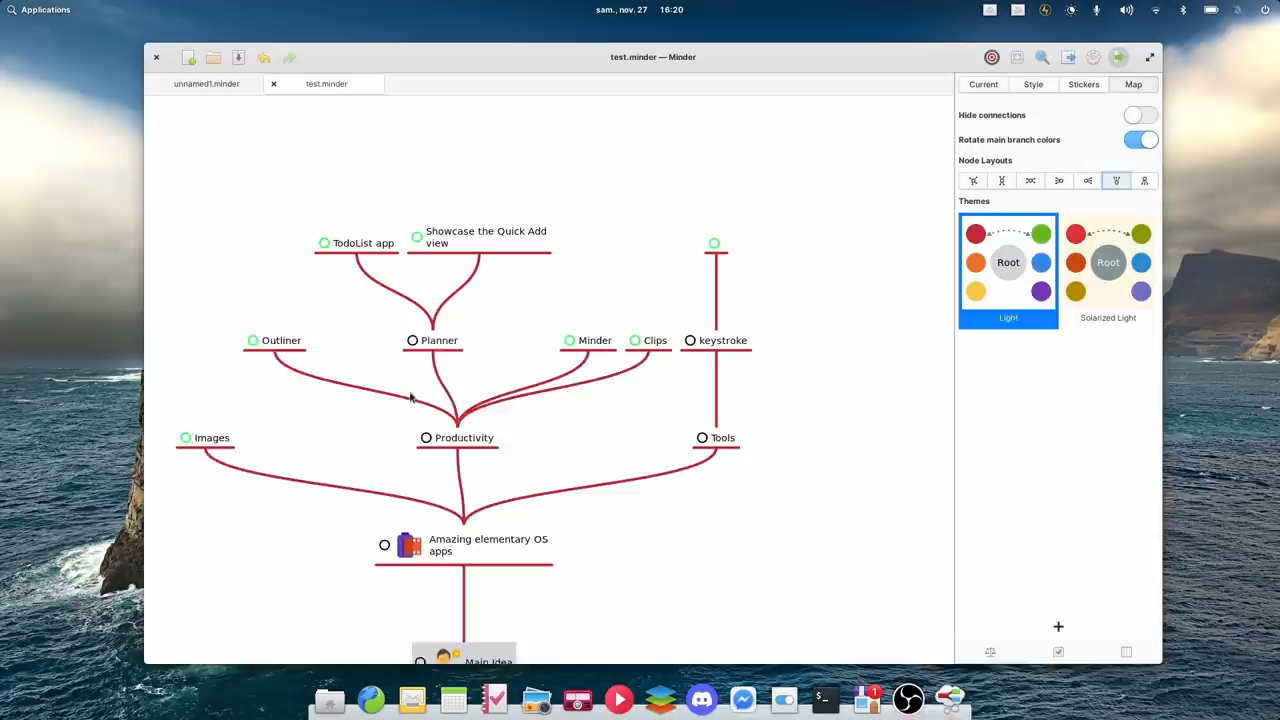 Applications
sam., nov. 27 16:20
test.minder — Minder
unnamed1.minder
test.minder
Current
Style
Stickers
Map
Hide connections
Rotate main branch colors
Node Layouts
Themes
Root
Root
Light
Solarized Light
TodoList app
Showcase the Quick Add
view
Outliner
Planner
Minder
Clips
keystroke
Images
Productivity
Tools
Amazing elementary OS
apps
Main Idea
+
>_
1